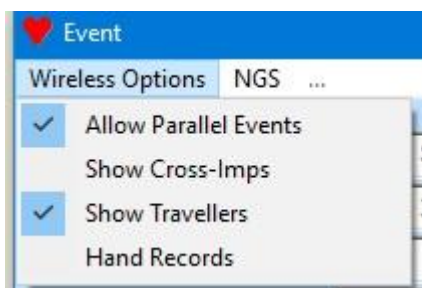 Event
Wireless Options NGS ...
Allow Parallel Events
Show Cross-Imps
Show Travellers
Hand Records